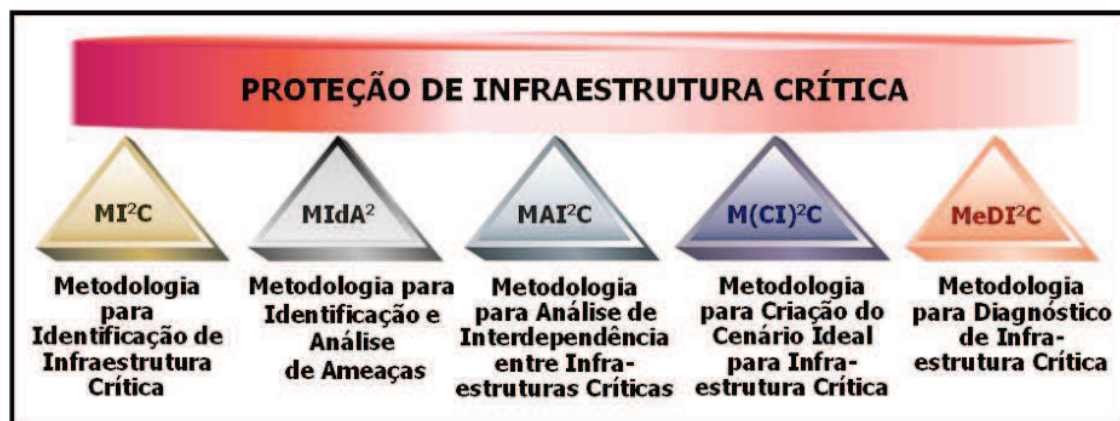 PROTEÇÃO DE INFRAESTRUTURA CRÍTICA
MI²C
MIdA²
MAI²C
M(CI)²C
MeDI²C
Metodologia
para
Identificação de
Infraestrutura
Crítica
Metodologia para
Identificação e
Análise
de Ameaças
Metodologia
para Análise de
Interdependência
entre Infra-
estruturas Críticas
Metodologia
para Criação do
Cenário Ideal
para Infra-
estrutura Crítica
Metodologia
para Diagnóstico
de Infra-
estrutura Crítica